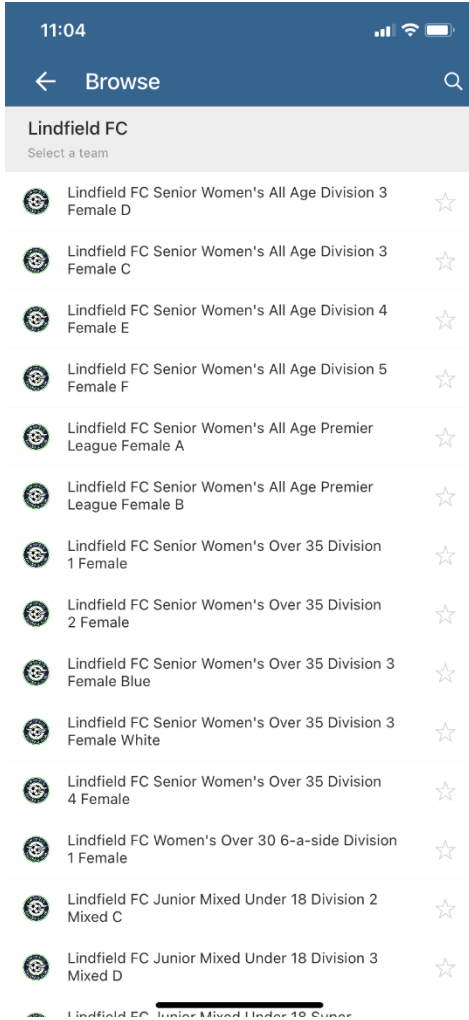 11:04
Browse
Lindfield FC
Select a team
Lindfield FC Senior Women's All Age Division 3
Female D
Lindfield FC Senior Women's All Age Division 3
Female C
Lindfield FC Senior Women's All Age Division 4
Female E
Lindfield FC Senior Women's All Age Division 5
Female F
Lindfield FC Senior Women's All Age Premier
League Female A
Lindfield FC Senior Women's All Age Premier
League Female B
Lindfield FC Senior Women's Over 35 Division
1 Female
Lindfield FC Senior Women's Over 35 Division
2 Female
Lindfield FC Senior Women's Over 35 Division 3
Female Blue
Lindfield FC Senior Women's Over 35 Division 3
Female White
Lindfield FC Senior Women's Over 35 Division
4 Female
Lindfield FC Women's Over 30 6-a-side Division
1 Female
Lindfield FC Junior Mixed Under 18 Division 2
Mixed C
Lindfield FC Junior Mixed Under 18 Division 3
Mixed D
Lindfield FC Junior Mixed Under 18 Super